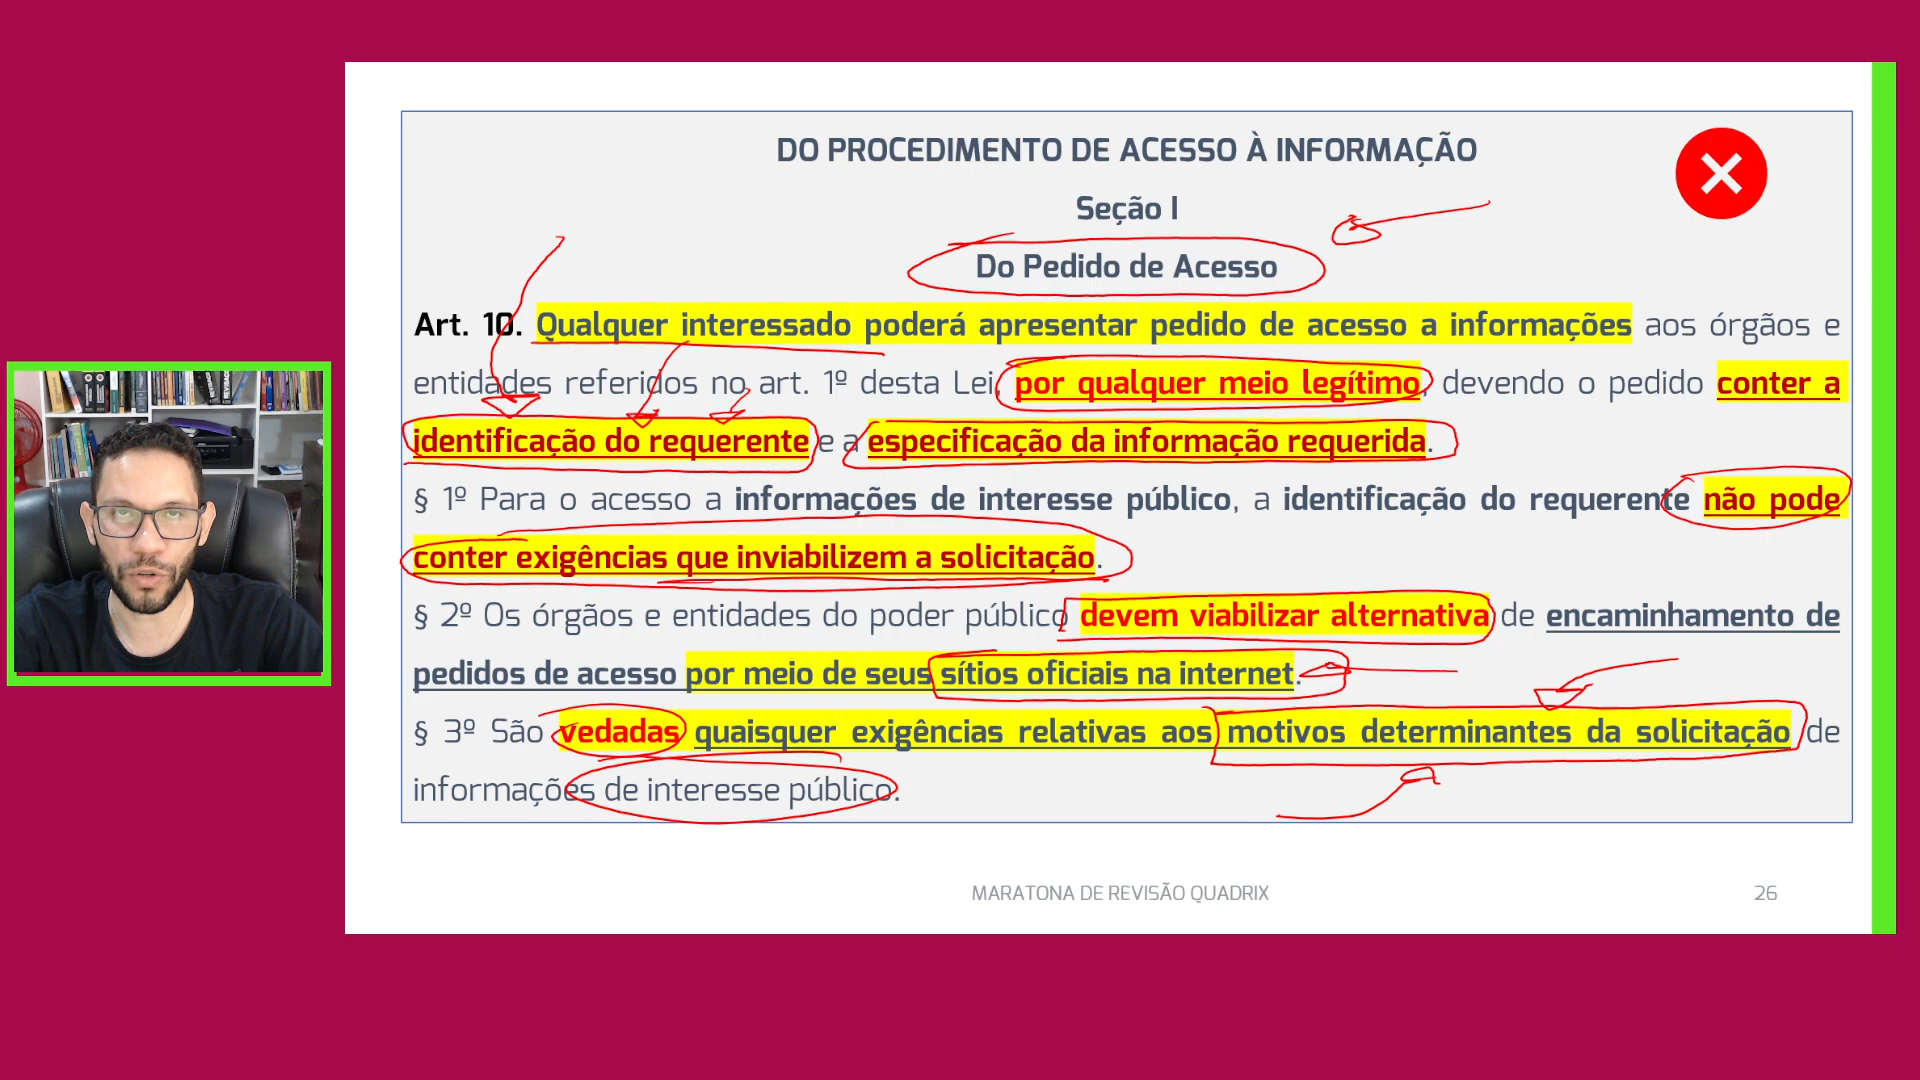 DO PROCEDIMENTO DE ACESSO À INFORMAÇÃO
Seção I
Do Pedido de Acesso
Art. 10. Qualquer interessado poderá apresentar pedido de acesso a informações aos órgãos e
entidades referidos no art. 1º desta Lei, por qualquer meio legítimo, devendo o pedido conter a
identificação do requerente e a especificação da informação requerida.
§ 1º Para o acesso a informações de interesse público, a identificação do requerente não pode
conter exigências que inviabilizem a solicitação.
§ 2º Os órgãos e entidades do poder público devem viabilizar alternativa de encaminhamento de
pedidos de acesso por meio de seus sítios oficiais na internet.
§ 3º São vedadas quaisquer exigências relativas aos motivos determinantes da solicitação de
informações de interesse público.
MARATONA DE REVISÃO QUADRIX
26